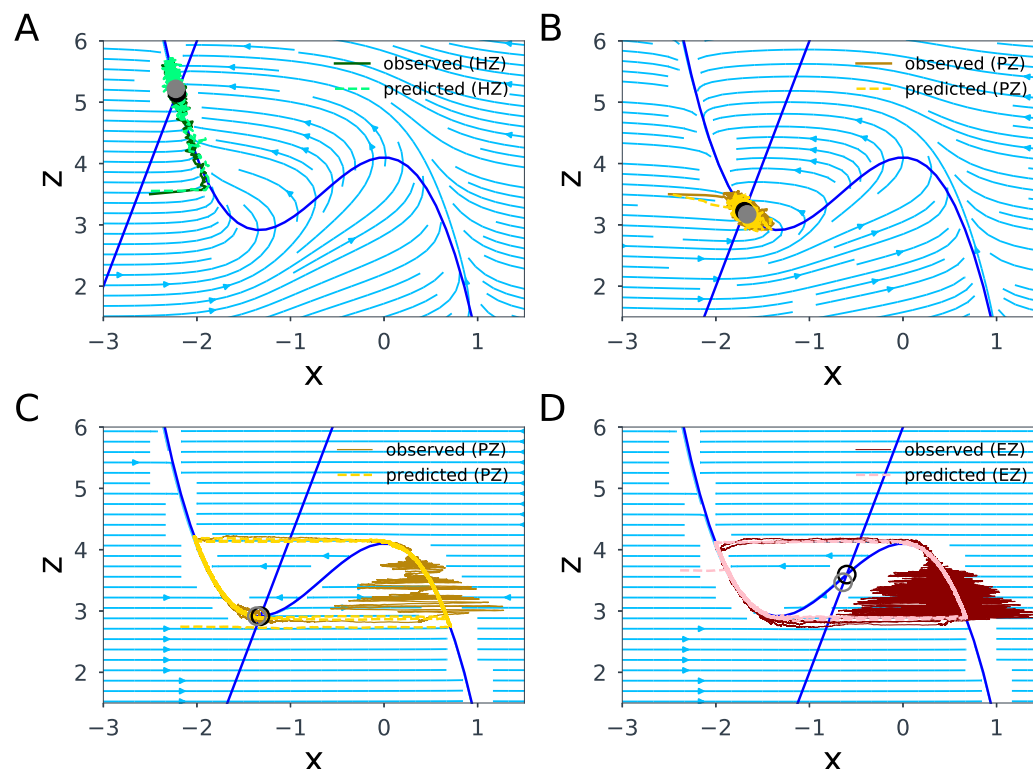 A
B
6
5
4
3
2
z
observed (HZ)
predicted (HZ)
−3
−2
−1
0
1
x
6
5
4
3
2
z
observed (PZ)
predicted (PZ)
−3
−2
−1
0
1
x
C
D
6
5
4
3
2
z
observed (PZ)
predicted (PZ)
−3
−2
−1
0
1
x
6
5
4
3
2
z
observed (EZ)
predicted (EZ)
−3
−2
−1
0
1
x